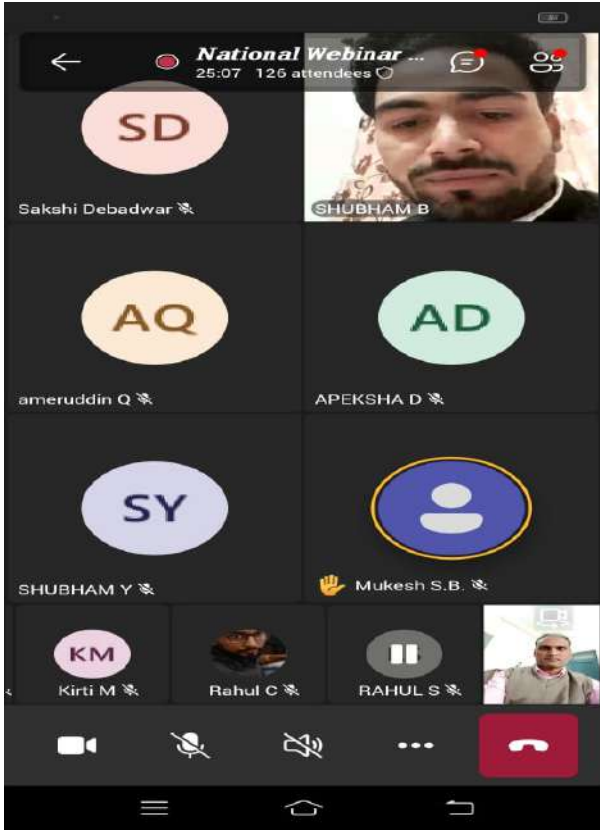 National Webinar ...
25:07 126 attendees
SD
Sakshi Debadwar
SHUBHAM B
AQ
ameruddin Q
AD
APEKSHA D
SY
SHUBHAM Y
Mukesh S.B.
KM
Kirti M
Rahul C
RAHUL S